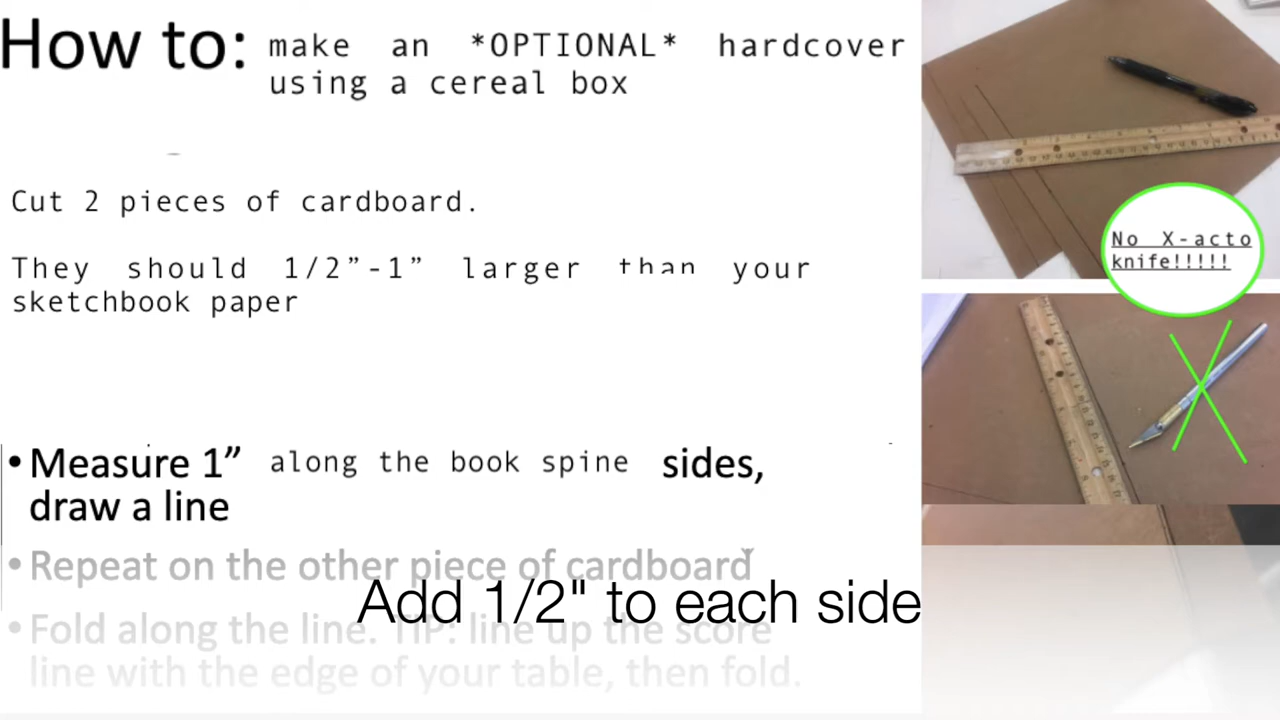 How to: make an *OPTIONAL* hardcover
using a cereal box
Cut 2 pieces of cardboard.
They should 1/2”-1” larger than your
sketchbook paper
No X-acto
knife!!!!!
•Measure 1” along the book spine sides,
draw a line
•Repeat on the other piece of cardboard
Add 1/2" to each side
•Fold along the line. TIP: line up the score
line with the edge of your table, then fold.